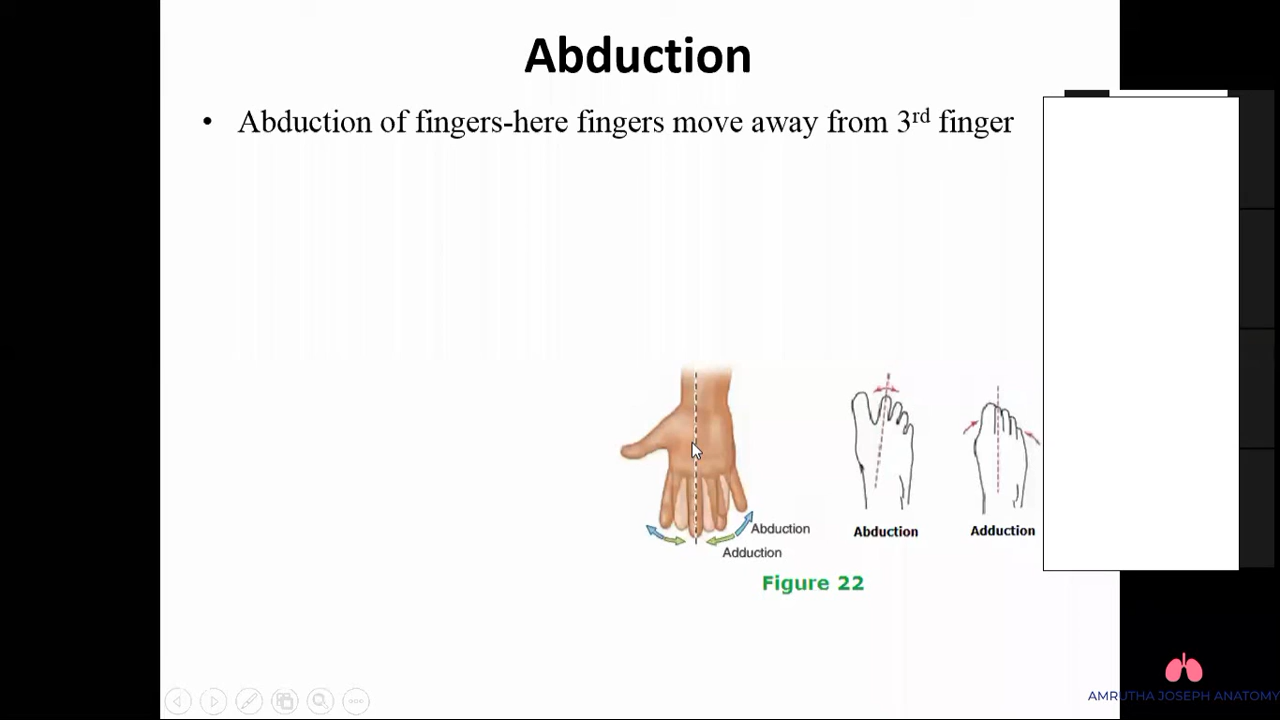 Abduction
• Abduction of fingers-here fingers move away from 3rd finger
Abduction
Adduction
Abduction
Adduction
Figure 22
AMRUTHA JOSEPH ANATOMY